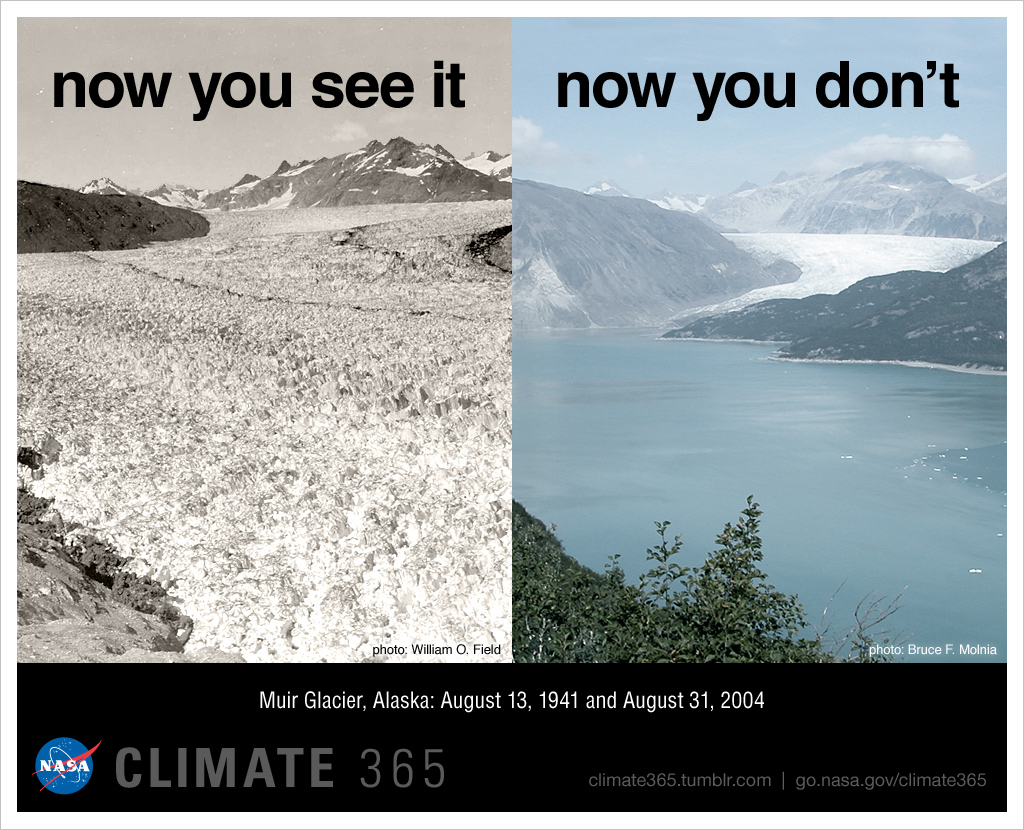 now you see it
now you don't
photo: William O. Field
photo: Bruce F. Molnia
Muir Glacier, Alaska: August 13, 1941 and August 31, 2004
NASA
CLIMATE 365
climate365.tumblr.com | go.nasa.gov/climate365